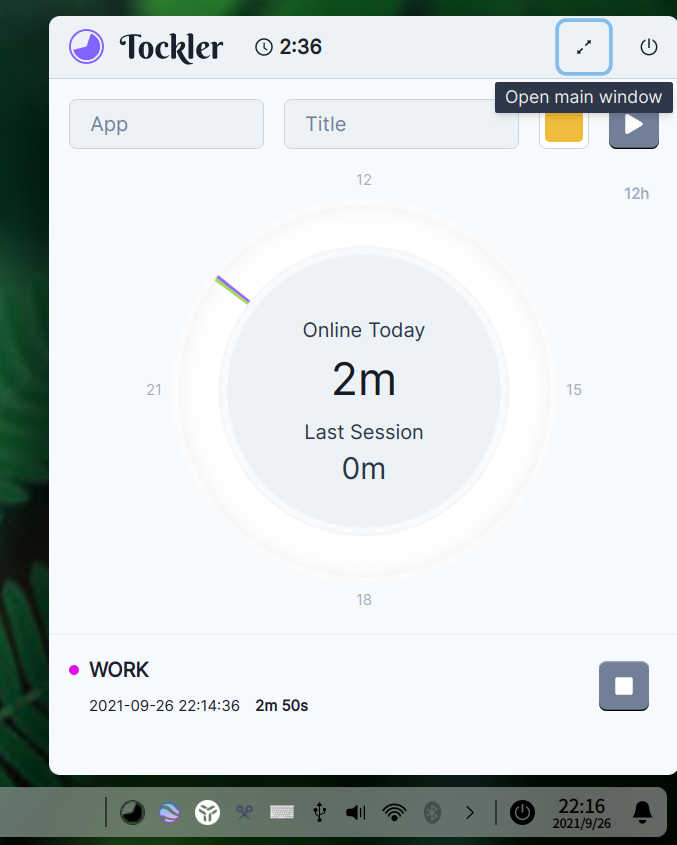 Tockler 2:36
Open main window
App Title
12
12h
Online Today
21 2m 15
Last Session
0m
18
WORK
2021-09-26 22:14:36 2m 50s
22:16
2021/9/26